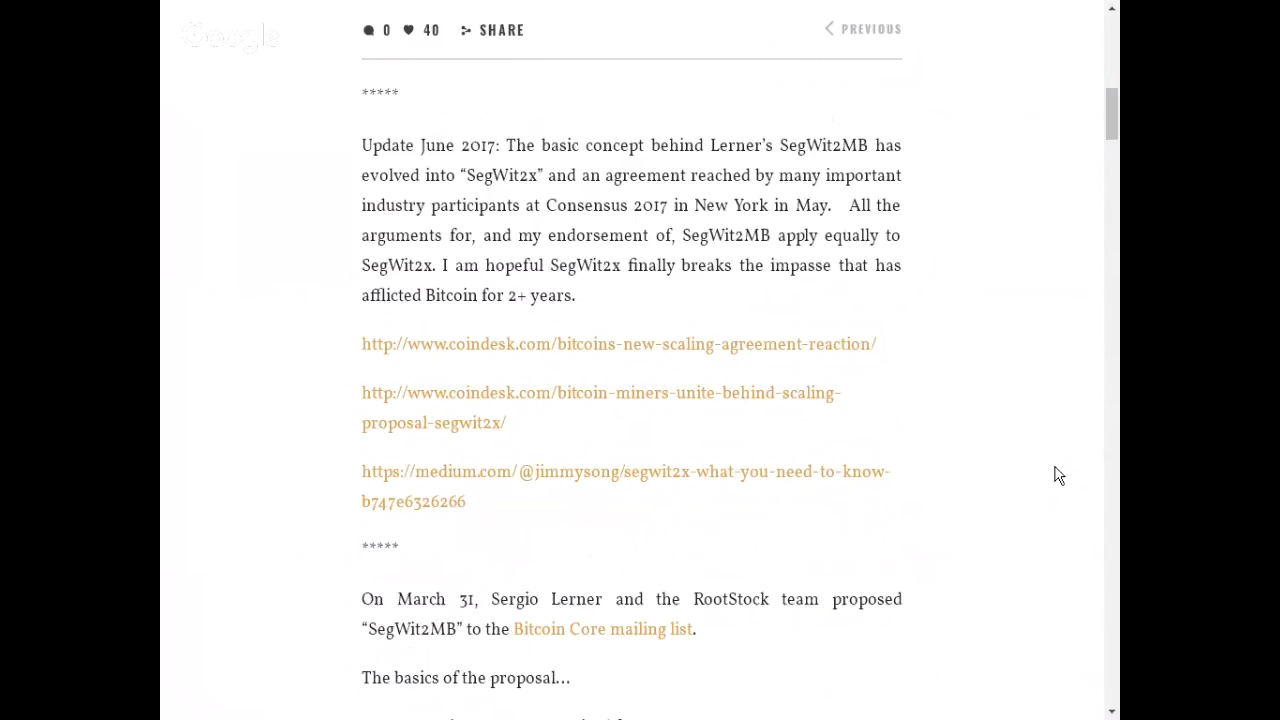 Google
0 40 SHARE PREVIOUS
*****
Update June 2017: The basic concept behind Lerner’s SegWit2MB has
evolved into “SegWit2x” and an agreement reached by many important
industry participants at Consensus 2017 in New York in May. All the
arguments for, and my endorsement of, SegWit2MB apply equally to
SegWit2x. I am hopeful SegWit2x finally breaks the impasse that has
afflicted Bitcoin for 2+ years.
http://www.coindesk.com/bitcoins-new-scaling-agreement-reaction/
http://www.coindesk.com/bitcoin-miners-unite-behind-scaling-
proposal-segwit2x/
https://medium.com/@jimmysong/segwit2x-what-you-need-to-know-
b747e6326266
*****
On March 31, Sergio Lerner and the RootStock team proposed
“SegWit2MB” to the Bitcoin Core mailing list.
The basics of the proposal...